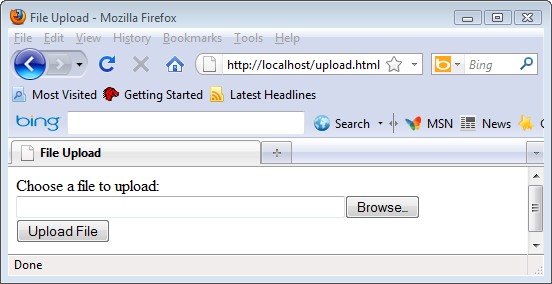 File Upload - Mozilla Firefox
File Edit View History Bookmarks Tools Help
http://localhost/upload.html Bing
Most Visited Getting Started Latest Headlines
bing Search MSN News
File Upload
Choose a file to upload:
Browse...
Upload File
Done